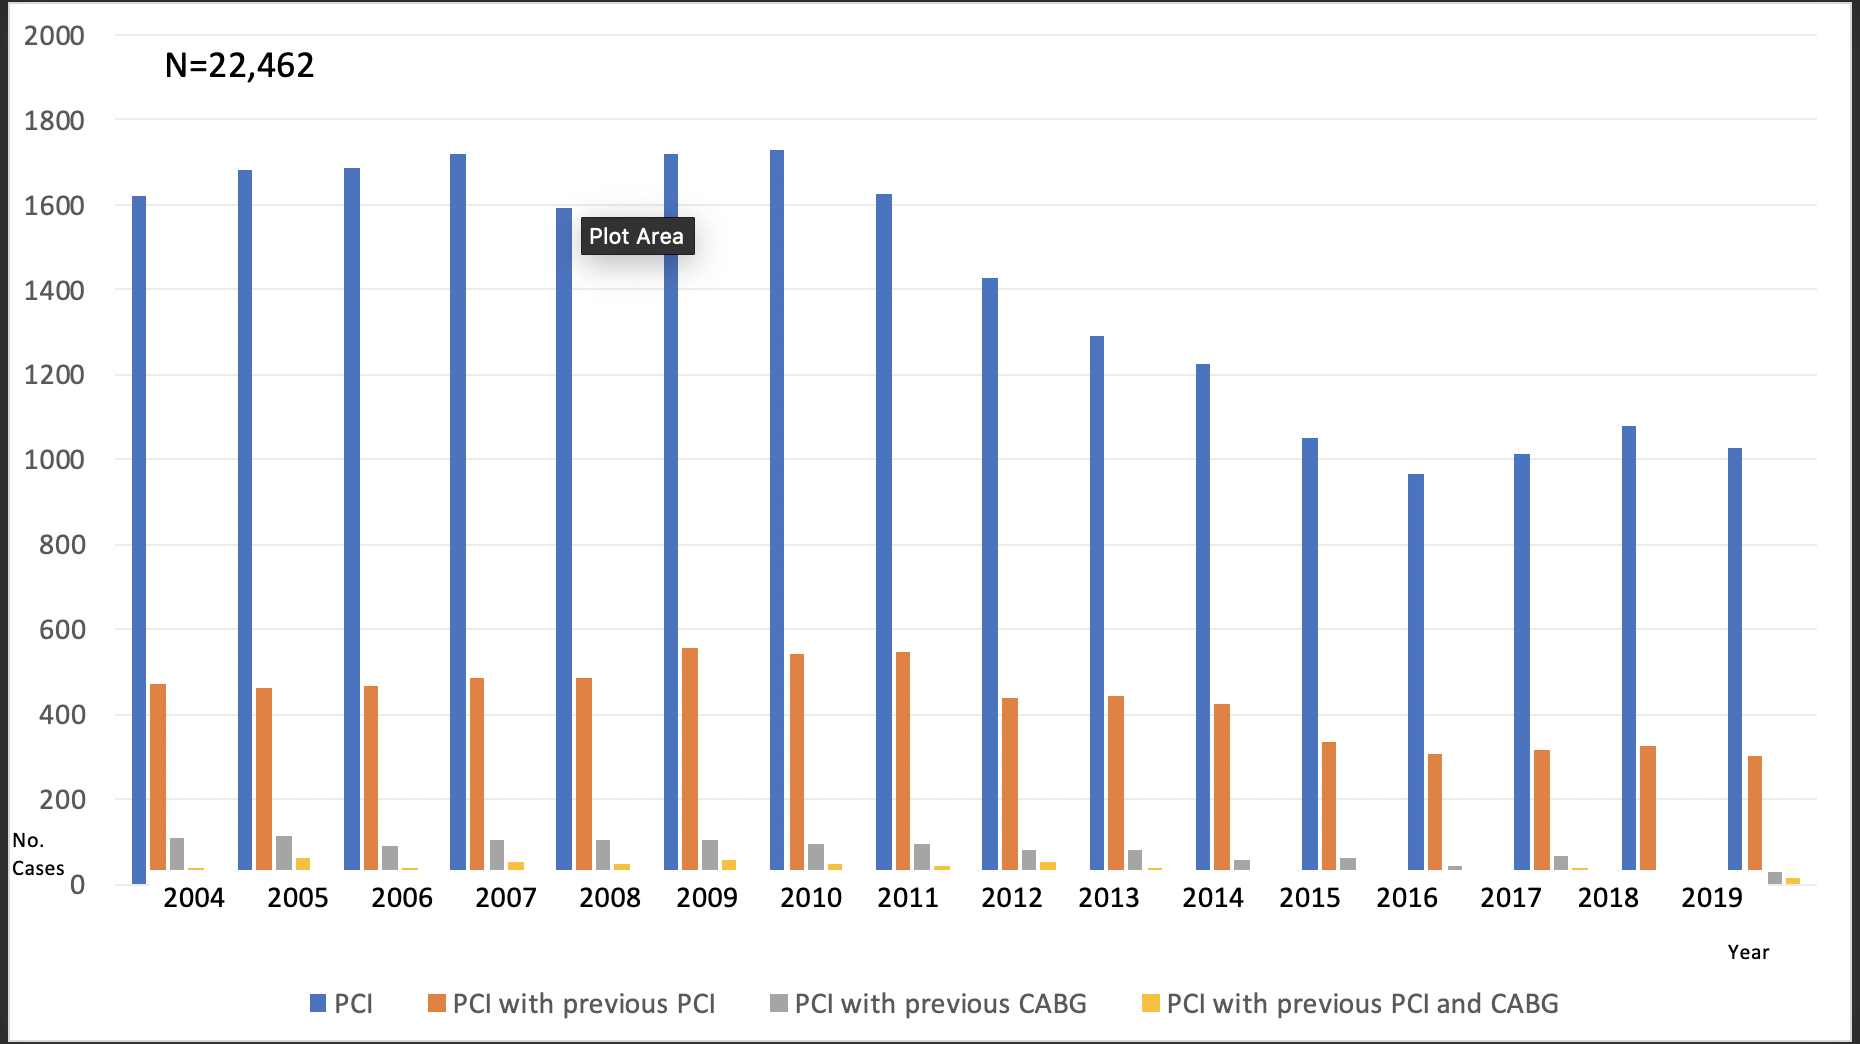 2000
N=22,462
1800
1600
Plot Area
1400
1200
1000
800
600
400
200
No.
Cases
0
2004 2005 2006 2007 2008 2009 2010 2011 2012 2013 2014 2015 2016 2017 2018 2019
Year
PCI PCI with previous PCI PCI with previous CABG PCI with previous PCI and CABG